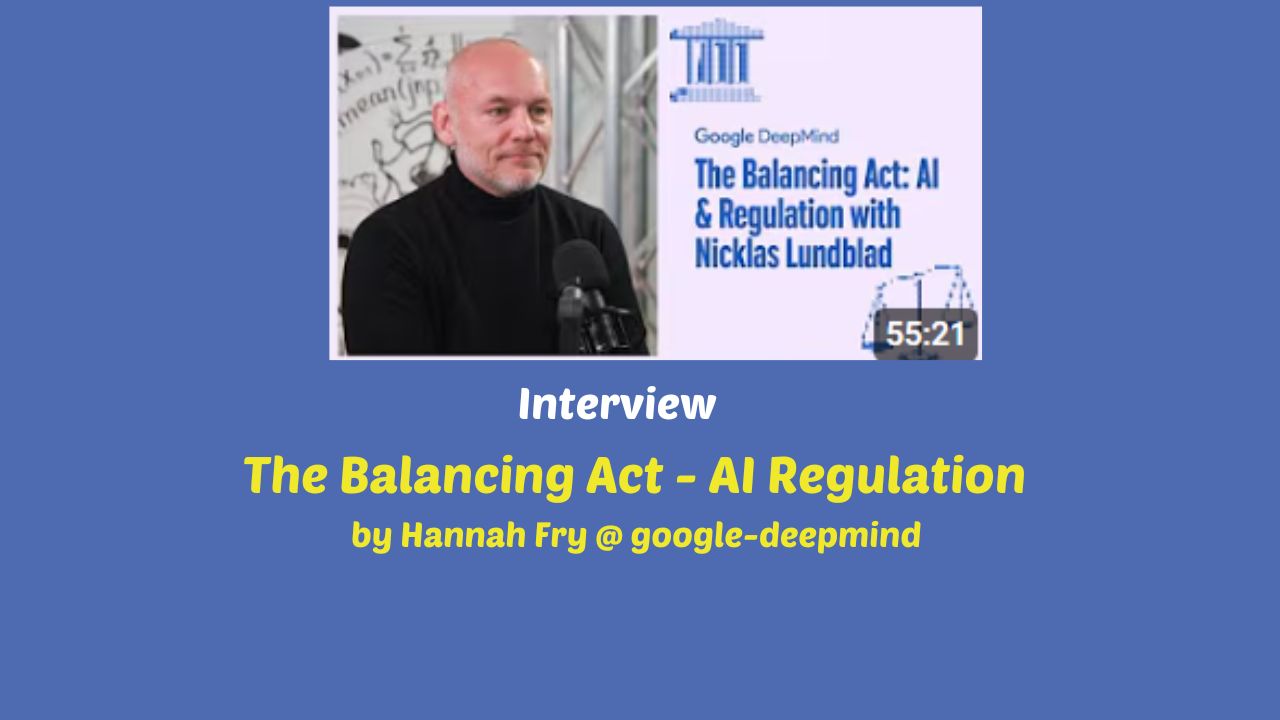 Google DeepMind
The Balancing Act: AI
& Regulation with
Nicklas Lundblad
55:21
Interview
The Balancing Act - AI Regulation
by Hannah Fry @ google-deepmind